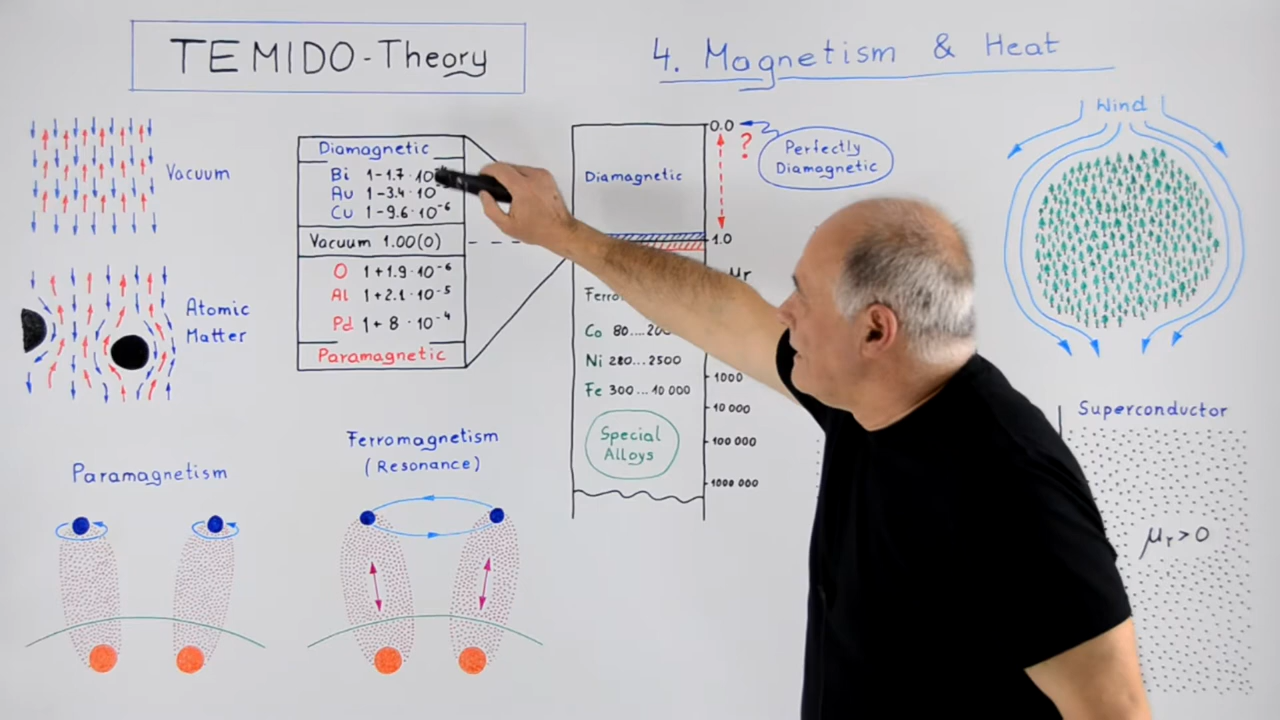 TEMIDO-Theory
4. Magnetism & Heat
Vacuum
Atomic
Matter
Diamagnetic
Bi 1-1.7·10
Au 1-3.4·10
Cu 1-9.6·10⁻⁶
Vacuum 1.00(0)
O 1+1.9·10⁻⁶
Al 1+2.1·10⁻⁵
Pd 1+8·10⁻⁴
Paramagnetic
Diamagnetic
0.0
?
Perfectly
Diamagnetic
1.0
Co 80....200
Ni 280...2500
Fe 300...10 000
1000
10 000
100 000
1000 000
Special
Alloys
Wind
Superconductor
μr>0
Paramagnetism
Ferromagnetism
(Resonance)